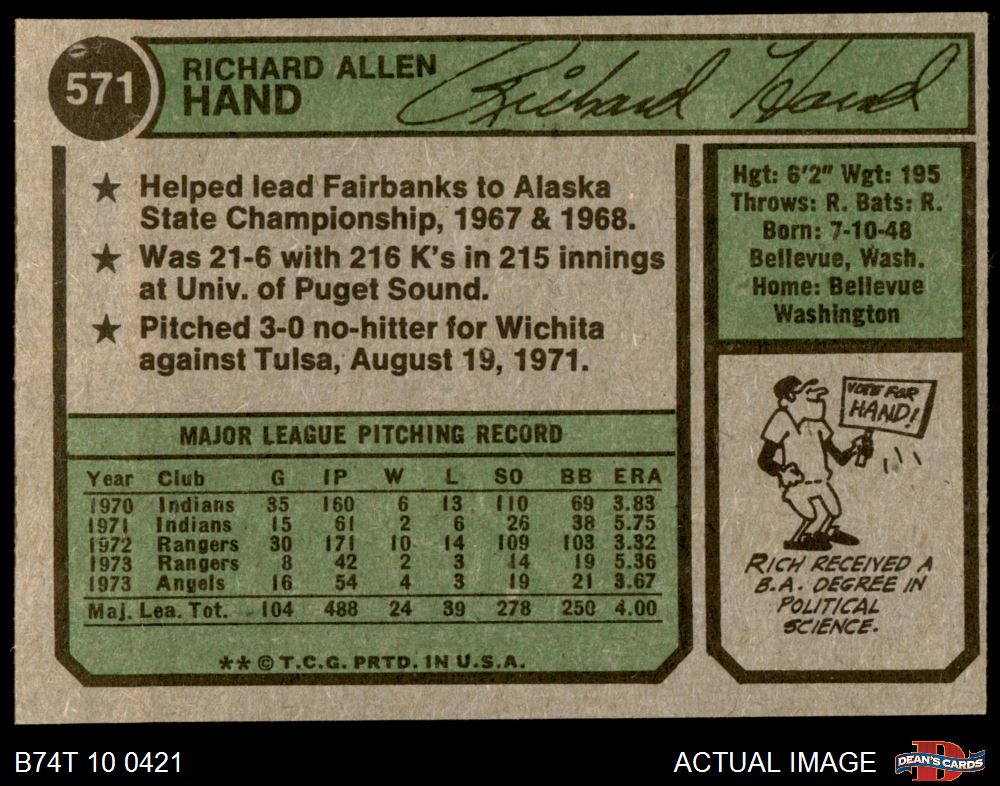 571
RICHARD ALLEN
HAND
Richard Hand
★ Helped lead Fairbanks to Alaska
State Championship, 1967 & 1968.
★ Was 21-6 with 216 K's in 215 innings
at Univ. of Puget Sound.
★ Pitched 3-0 no-hitter for Wichita
against Tulsa, August 19, 1971.
Hgt: 6'2" Wgt: 195
Throws: R. Bats: R.
Born: 7-10-48
Bellevue, Wash.
Home: Bellevue
Washington
MAJOR LEAGUE PITCHING RECORD
Year Club G IP W L SO BB ERA
1970 Indians 35 160 6 13 110 69 3.83
1971 Indians 15 61 2 6 26 38 5.75
1972 Rangers 30 171 10 14 109 103 3.32
1973 Rangers 8 42 2 3 14 19 5.36
1973 Angels 16 54 4 3 19 21 3.67
Maj. Lea. Tot. 104 488 24 39 278 250 4.00
** © T.C.G. PRTD. IN U.S.A.
VOTE FOR
HAND!
RICH RECEIVED A
B.A. DEGREE IN
POLITICAL
SCIENCE.
B74T 10 0421
ACTUAL IMAGE
D
DEAN'S CARDS